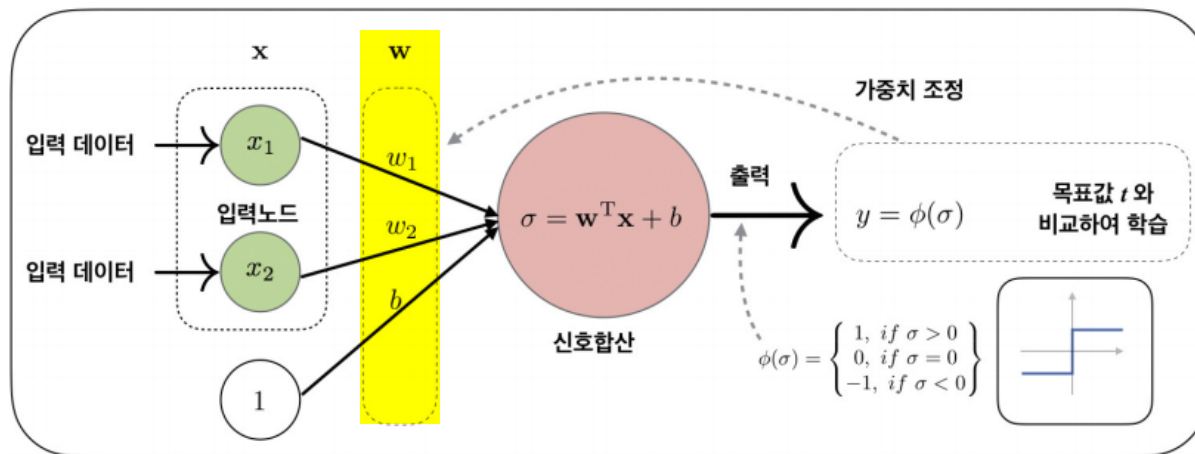 x
w
가중치 조정
입력 데이터
x₁
w₁
출력
입력노드
σ = wᵀx + b
y = ϕ(σ)
목표값 t 와
비교하여 학습
w₂
입력 데이터
x₂
b
신호합산
ϕ(σ) = { 1, if σ > 0
0, if σ = 0
−1, if σ < 0 }
1